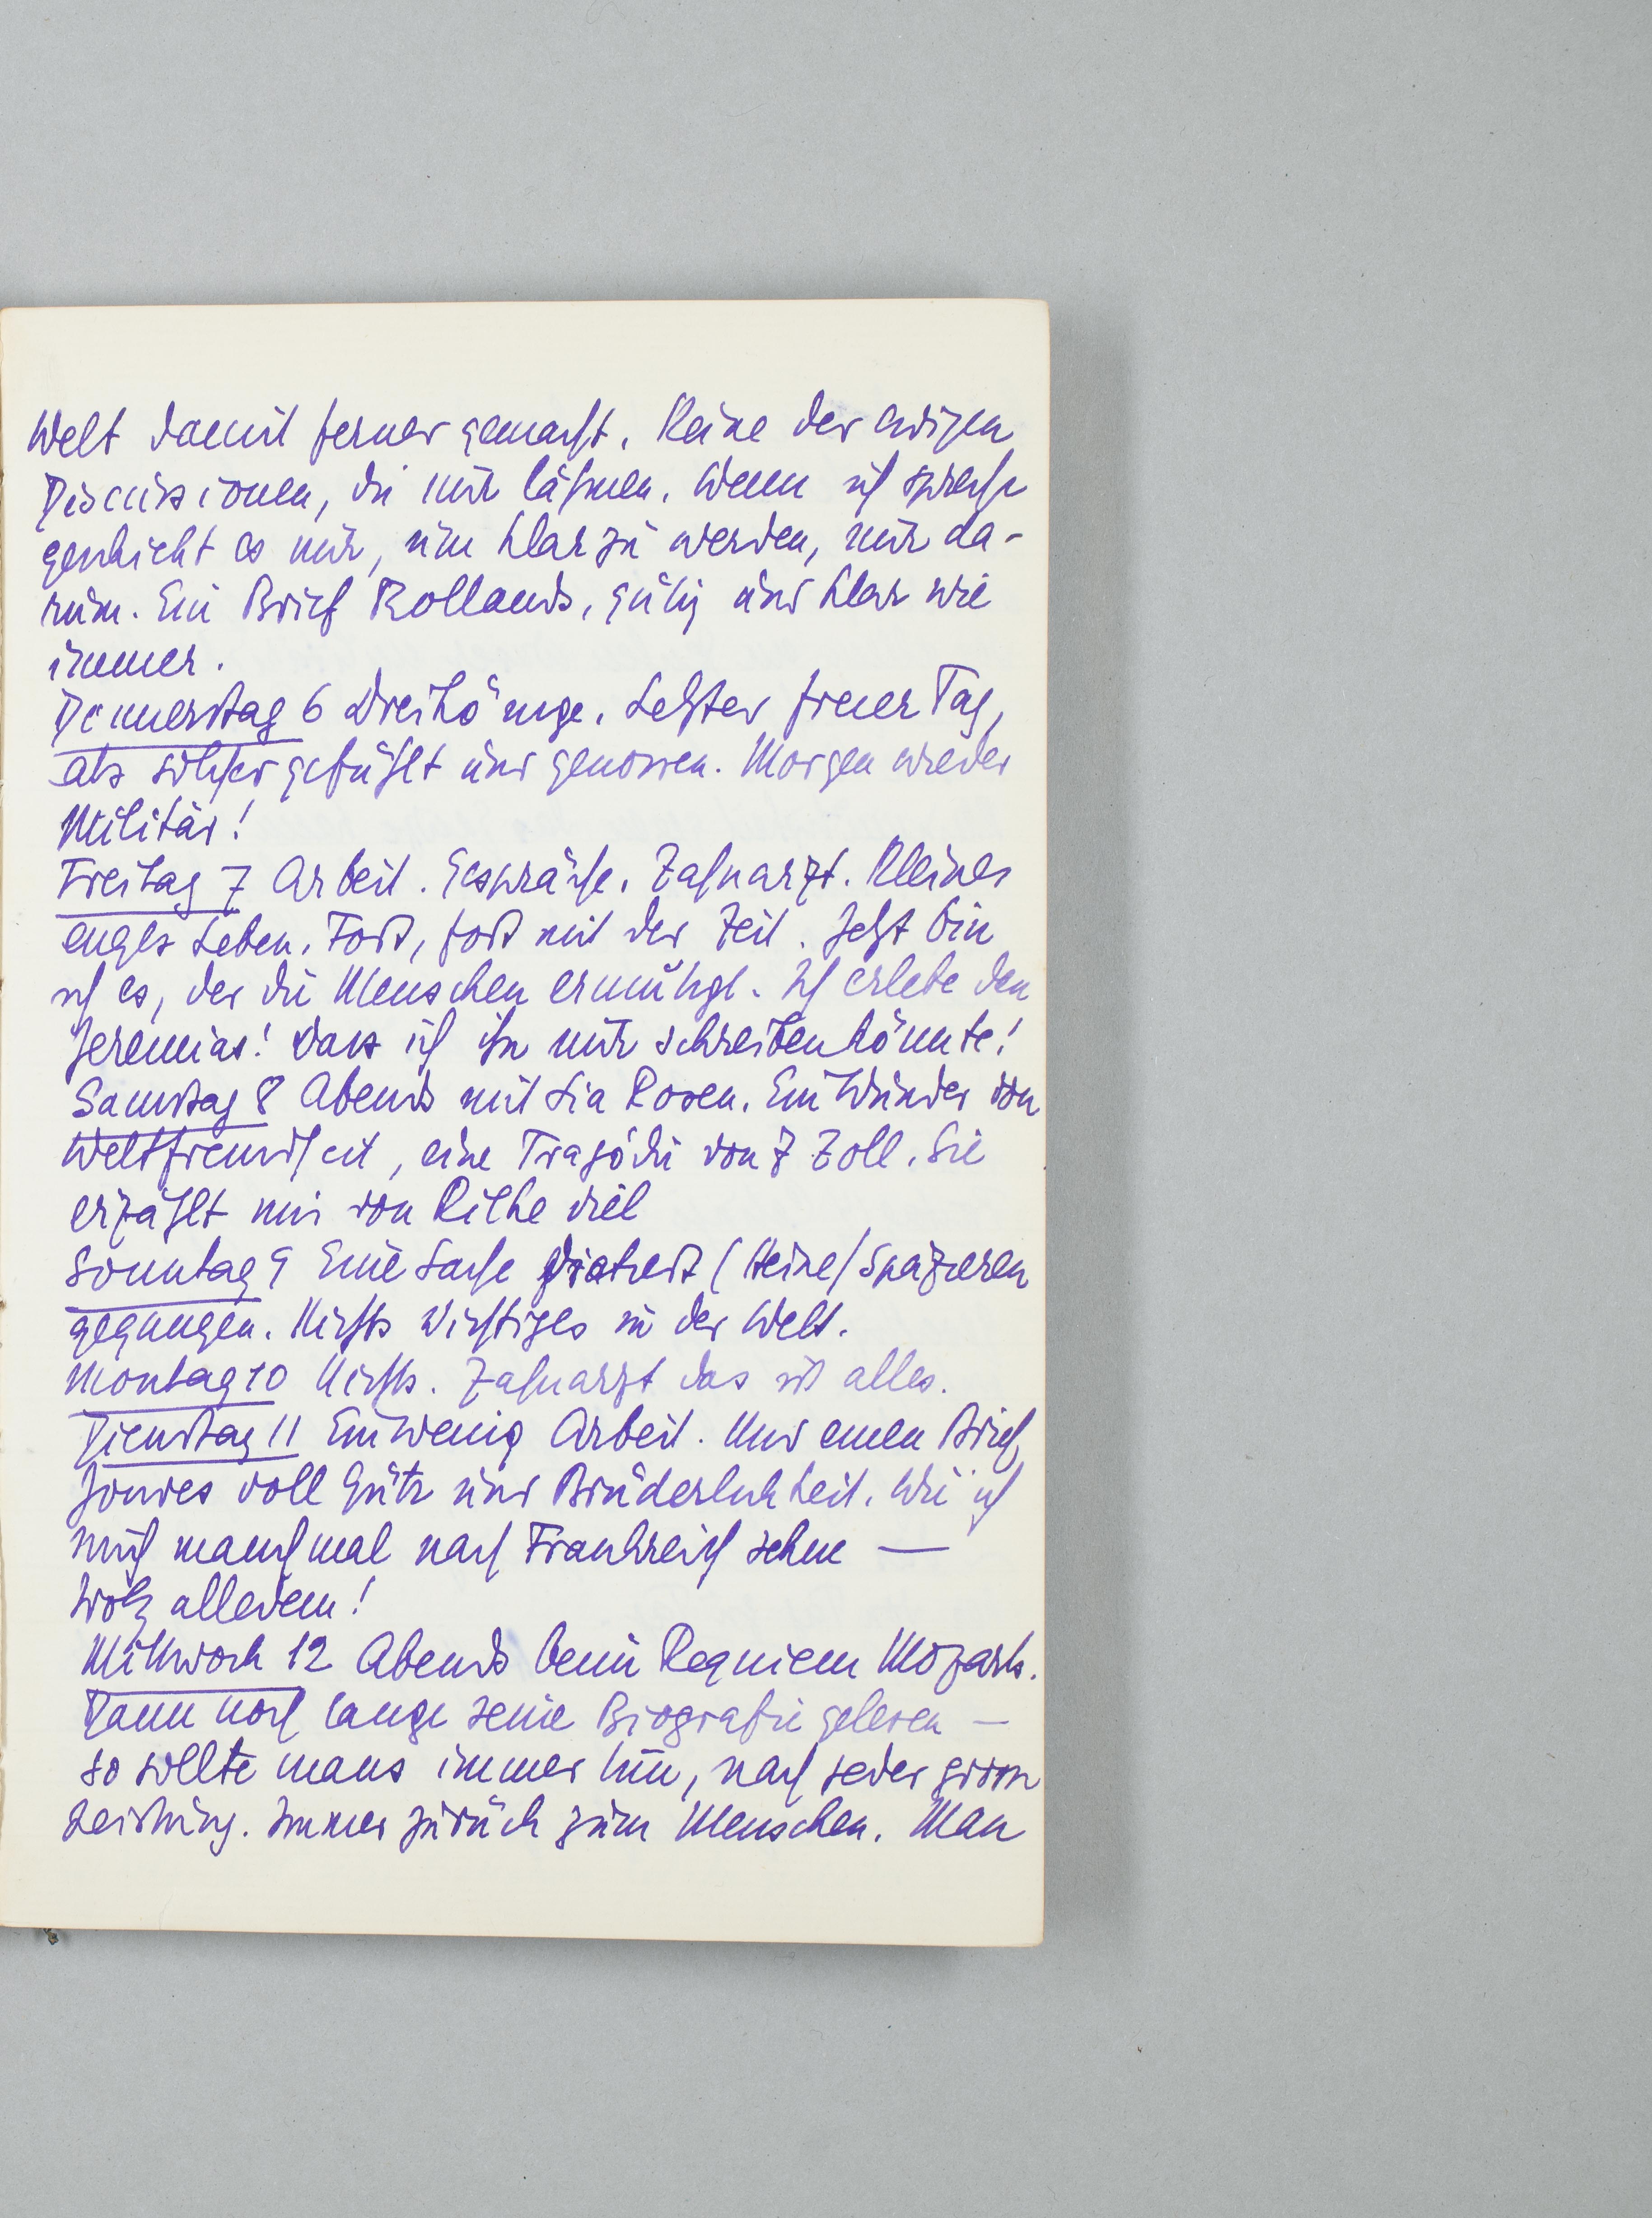 Welt damit ferner gemacht. Keine der ewigen
Discussionen, die mich lähmen. Wenn ich spreche
geschieht es nur, um klar zu werden, nur da-
rum. Ein Brief Rollands, gütig und klar wie
immer.
Donnerstag 6 Dreikönige. Letzter freier Tag,
als solcher gefühlt und genossen. Morgen wieder
Militär!
Freitag 7 Arbeit. Gespräche. Zahnarzt. Kleines
enges Leben. Fort, fort mit der Zeit. Jetzt bin
ich es, der die Menschen ermutigt. Ich erlebe den
Jeremias! Dass ich ihn nur schreiben könnte!
Samstag 8 Abends mit Lia Rosen. Ein Wunder von
Weltfremdheit, eine Tragödin von 7 Zoll. Sie
erzählt mir von Rilke viel
Sonntag 9 Eine Sache dictiert (Heine) Spazieren
gegangen. Nichts Wichtiges in der Welt.
Montag 10 Nichts. Zahnarzt das ist alles.
Dienstag 11 Ein wenig Arbeit. Und einen Brief
Jouves voll Güte und Brüderlichkeit. Wie ich
mich manchmal nach Frankreich sehne —
trotz alledem!
Mittwoch 12 Abends beim Requiem Mozarts.
Dann noch lange seine Biografie gelesen —
so sollte mans immer tun, nach jeder grossen
Leistung. Immer zurück zum Menschen. Man